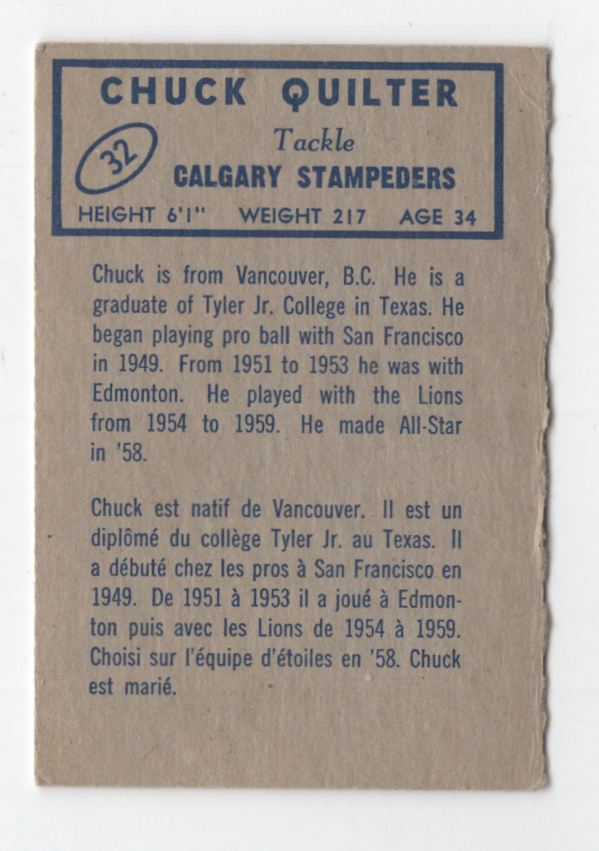 CHUCK QUILTER
32
Tackle
CALGARY STAMPEDERS
HEIGHT 6'1" WEIGHT 217 AGE 34
Chuck is from Vancouver, B.C. He is a
graduate of Tyler Jr. College in Texas. He
began playing pro ball with San Francisco
in 1949. From 1951 to 1953 he was with
Edmonton. He played with the Lions
from 1954 to 1959. He made All-Star
in '58.
Chuck est natif de Vancouver. Il est un
diplômé du collège Tyler Jr. au Texas. Il
a débuté chez les pros à San Francisco en
1949. De 1951 à 1953 il a joué à Edmon-
ton puis avec les Lions de 1954 à 1959.
Choisi sur l'équipe d'étoiles en '58. Chuck
est marié.